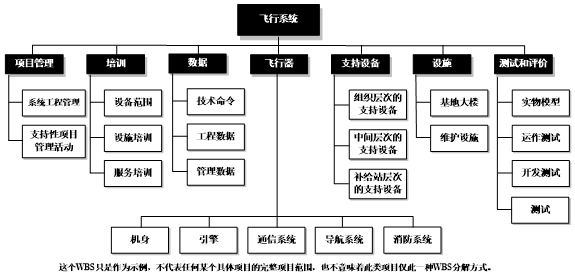 飞行系统
项目管理
培训
数据
飞行器
支持设备
设施
测试和评价
系统工程管理
支持性项目
管理活动
设备范围
设施培训
服务培训
技术命令
工程数据
管理数据
组织层次的
支持设备
中间层次的
支持设备
补给站层次
的支持设备
基地大楼
维护设施
实物模型
运作测试
开发测试
测试
机身
引擎
通信系统
导航系统
消防系统
这个WBS只是作为示例，不代表任何某个具体项目的完整项目范围，也不意味着此类项目仅此一种WBS分解方式。